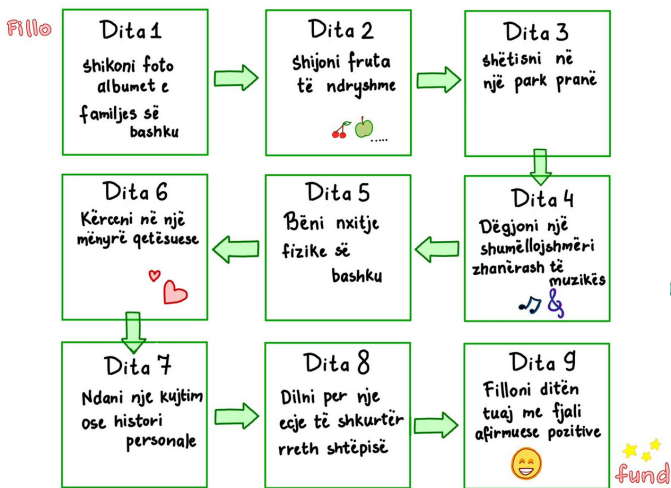 Fillo
Dita 1
shikoni foto
albumet e
familjes së
bashku
Dita 2
shijoni fruta
të ndryshme
.....
Dita 3
shëtisni në
një park pranë
Dita 4
Dëgjoni një
shumëllojshmëri
zhanërash të
muzikës
Dita 5
Bëni nxitje
fizike së
bashku
Dita 6
Kërceni në një
mënyrë qetësuese
Dita 7
Ndani nje kujtim
ose histori
personale
Dita 8
Dilni per nje
ecje të shkurtër
rreth shtëpisë
Dita 9
Filloni ditën
tuaj me fjali
afirmuese pozitive
fund